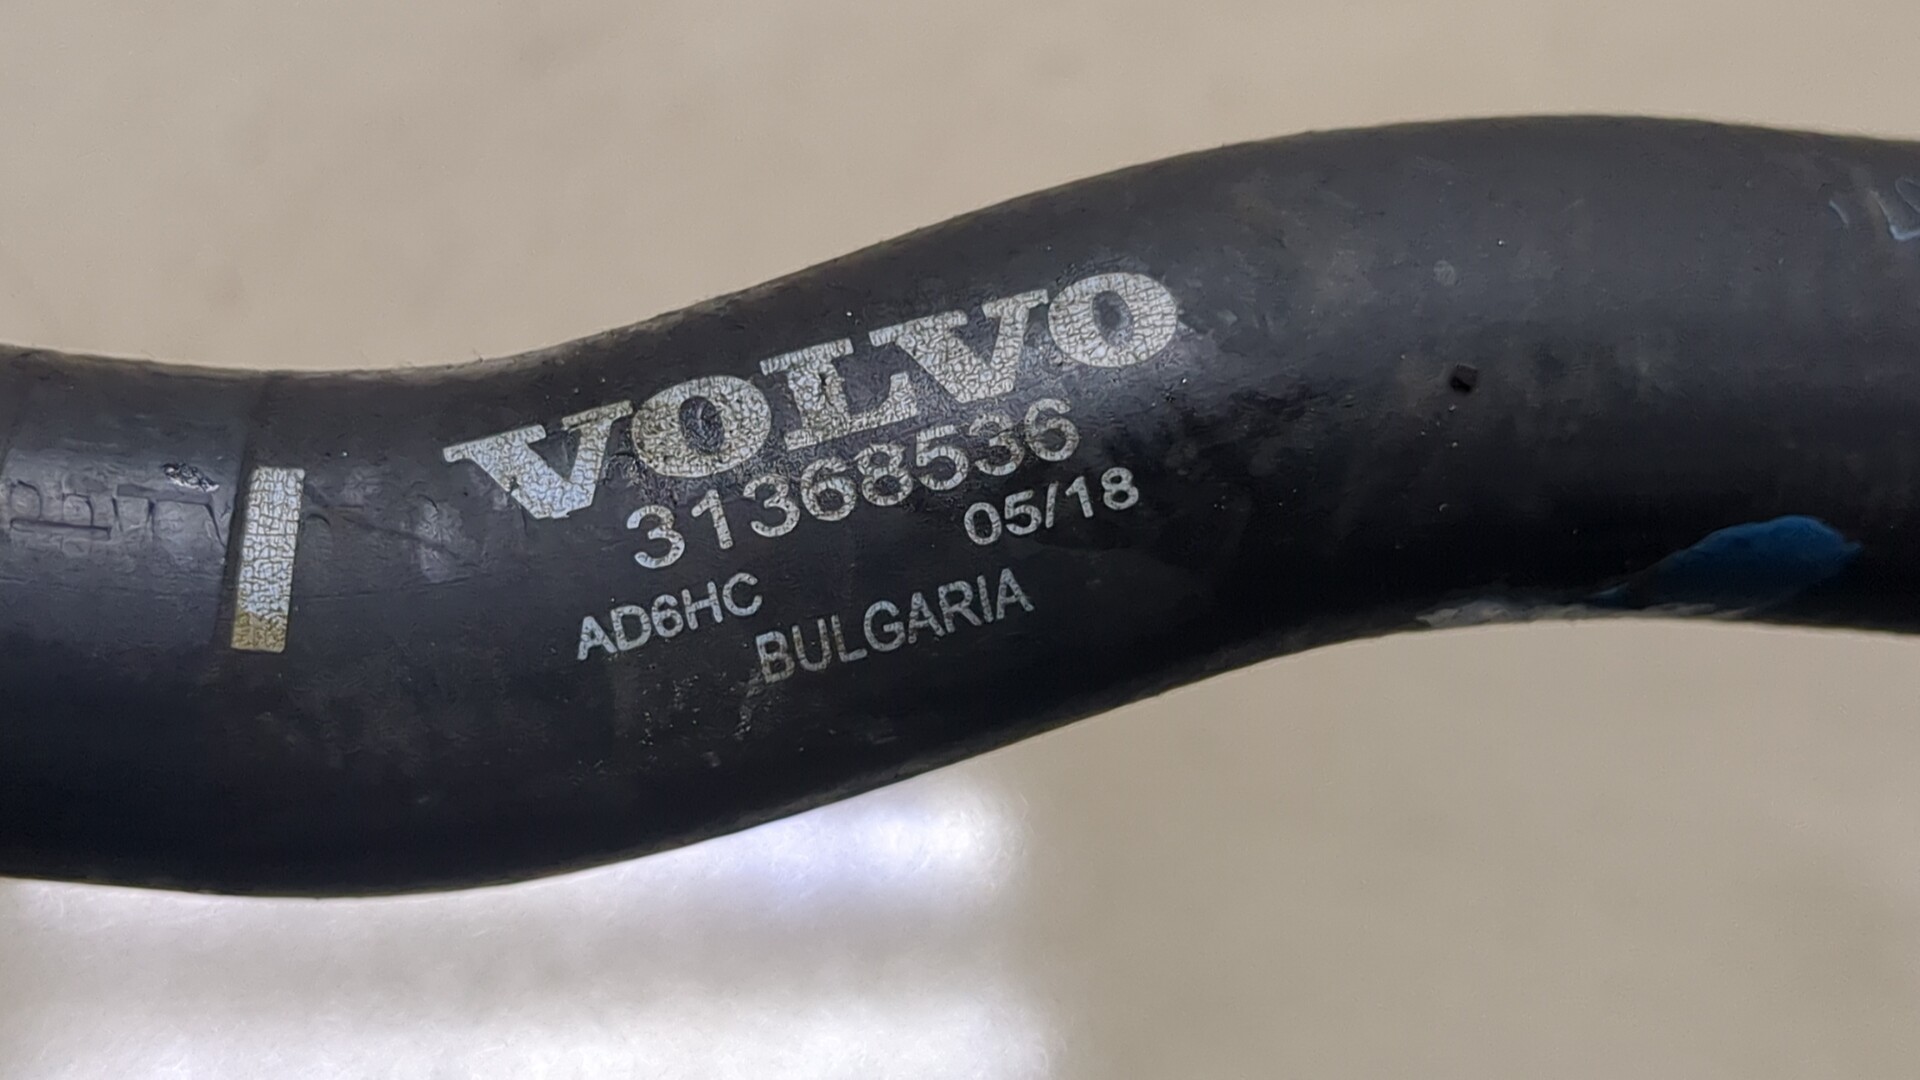 VOLVO
31368536
05/18
AD6HC
BULGARIA